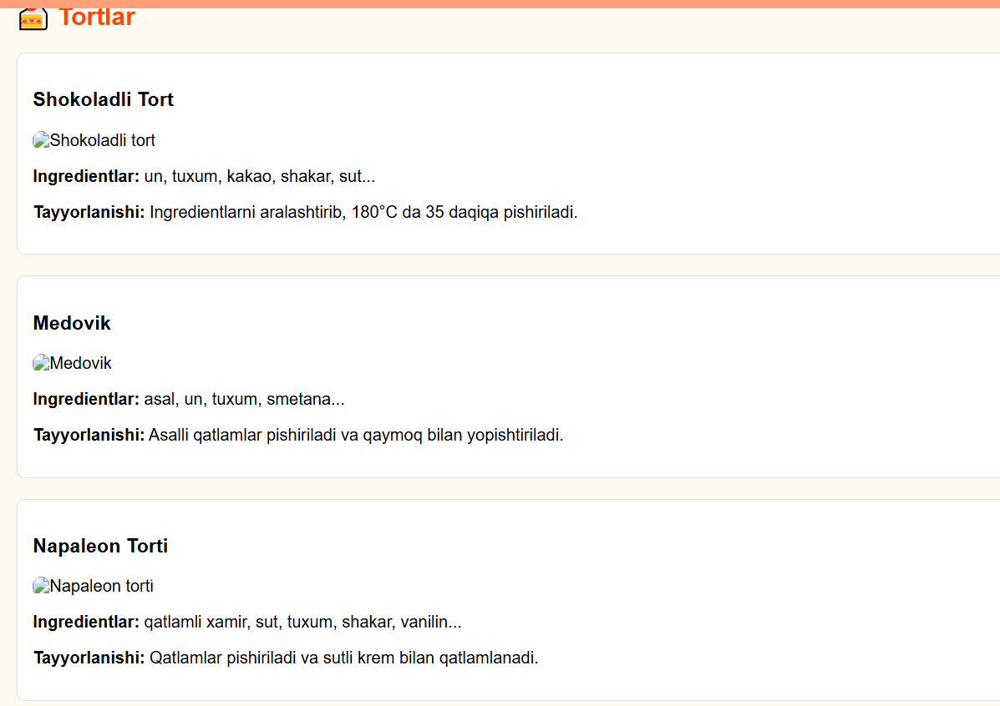 Tortlar
Shokoladli Tort
Shokoladli tort
Ingredientlar: un, tuxum, kakao, shakar, sut...
Tayyorlanishi: Ingredientlarni aralashtirib, 180°C da 35 daqiqa pishiriladi.
Medovik
Medovik
Ingredientlar: asal, un, tuxum, smetana...
Tayyorlanishi: Asalli qatlamlar pishiriladi va qaymoq bilan yopishtiriladi.
Napaleon Torti
Napaleon torti
Ingredientlar: qatlamli xamir, sut, tuxum, shakar, vanilin...
Tayyorlanishi: Qatlamlar pishiriladi va sutli krem bilan qatlamlanadi.